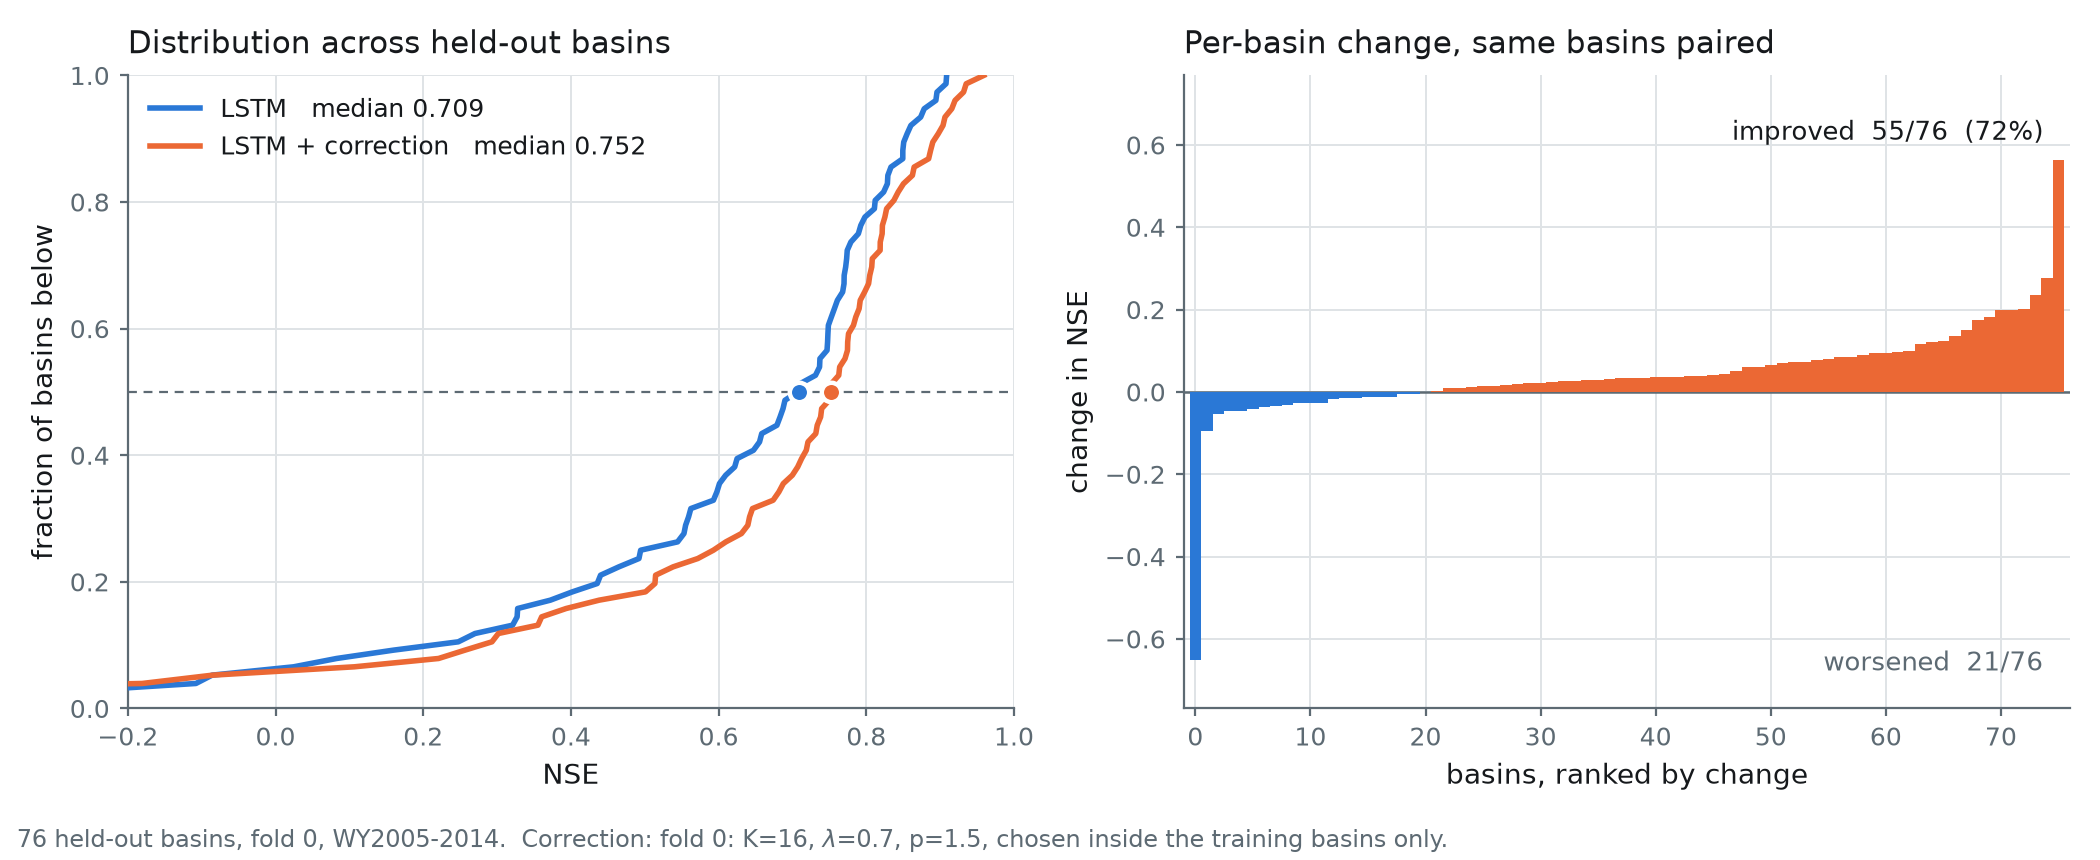 Distribution across held-out basins
1.0
0.8
0.6
0.4
0.2
0.0
fraction of basins below
LSTM median 0.709
LSTM + correction median 0.752
−0.2 0.0 0.2 0.4 0.6 0.8 1.0
NSE
Per-basin change, same basins paired
0.6
0.4
0.2
0.0
−0.2
−0.4
−0.6
change in NSE
improved 55/76 (72%)
worsened 21/76
0 10 20 30 40 50 60 70
basins, ranked by change
76 held-out basins, fold 0, WY2005-2014. Correction: fold 0: K=16, λ=0.7, p=1.5, chosen inside the training basins only.